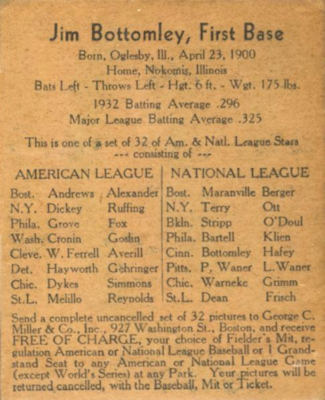 Jim Bottomley, First Base
Born, Oglesby, Ill., April 23, 1900
Home, Nokomis, Illinois
Bats Left - Throws Left - Hgt. 6 ft. - Wgt. 175-lbs.
1932 Batting Average .296
Major League Batting Average .325
This is one of a set of 32 of Am. & Natl. League Stars
--- consisting of ---
AMERICAN LEAGUE NATIONAL LEAGUE
Bost. Andrews Alexander Bost. Maranville Berger
N.Y. Dickey Ruffing N.Y. Terry Ott
Phila. Grove Fox Bkln. Stripp O'Doul
Wash. Cronin Goslin Phila. Bartell Klien
Cleve. W. Ferrell Averill Cinn. Bottomley Hafey
Det. Hayworth Gehringer Pitts. P. Waner L. Waner
Chic. Dykes Simmons Chic. Warneke Grimm
St.L. Melillo Reynolds St.L. Dean Frisch
Send a complete uncancelled set of 32 pictures to George C.
Miller & Co., Inc., 927 Washington St., Boston, and receive
FREE OF CHARGE, your choice of Fielder's Mit, re-
gulation American or National League Baseball or 1 Grand-
stand Seat to any American or National League Game
(except World's Series) at any Park. Your pictures will be
returned cancelled, with the Baseball, Mit or Ticket.